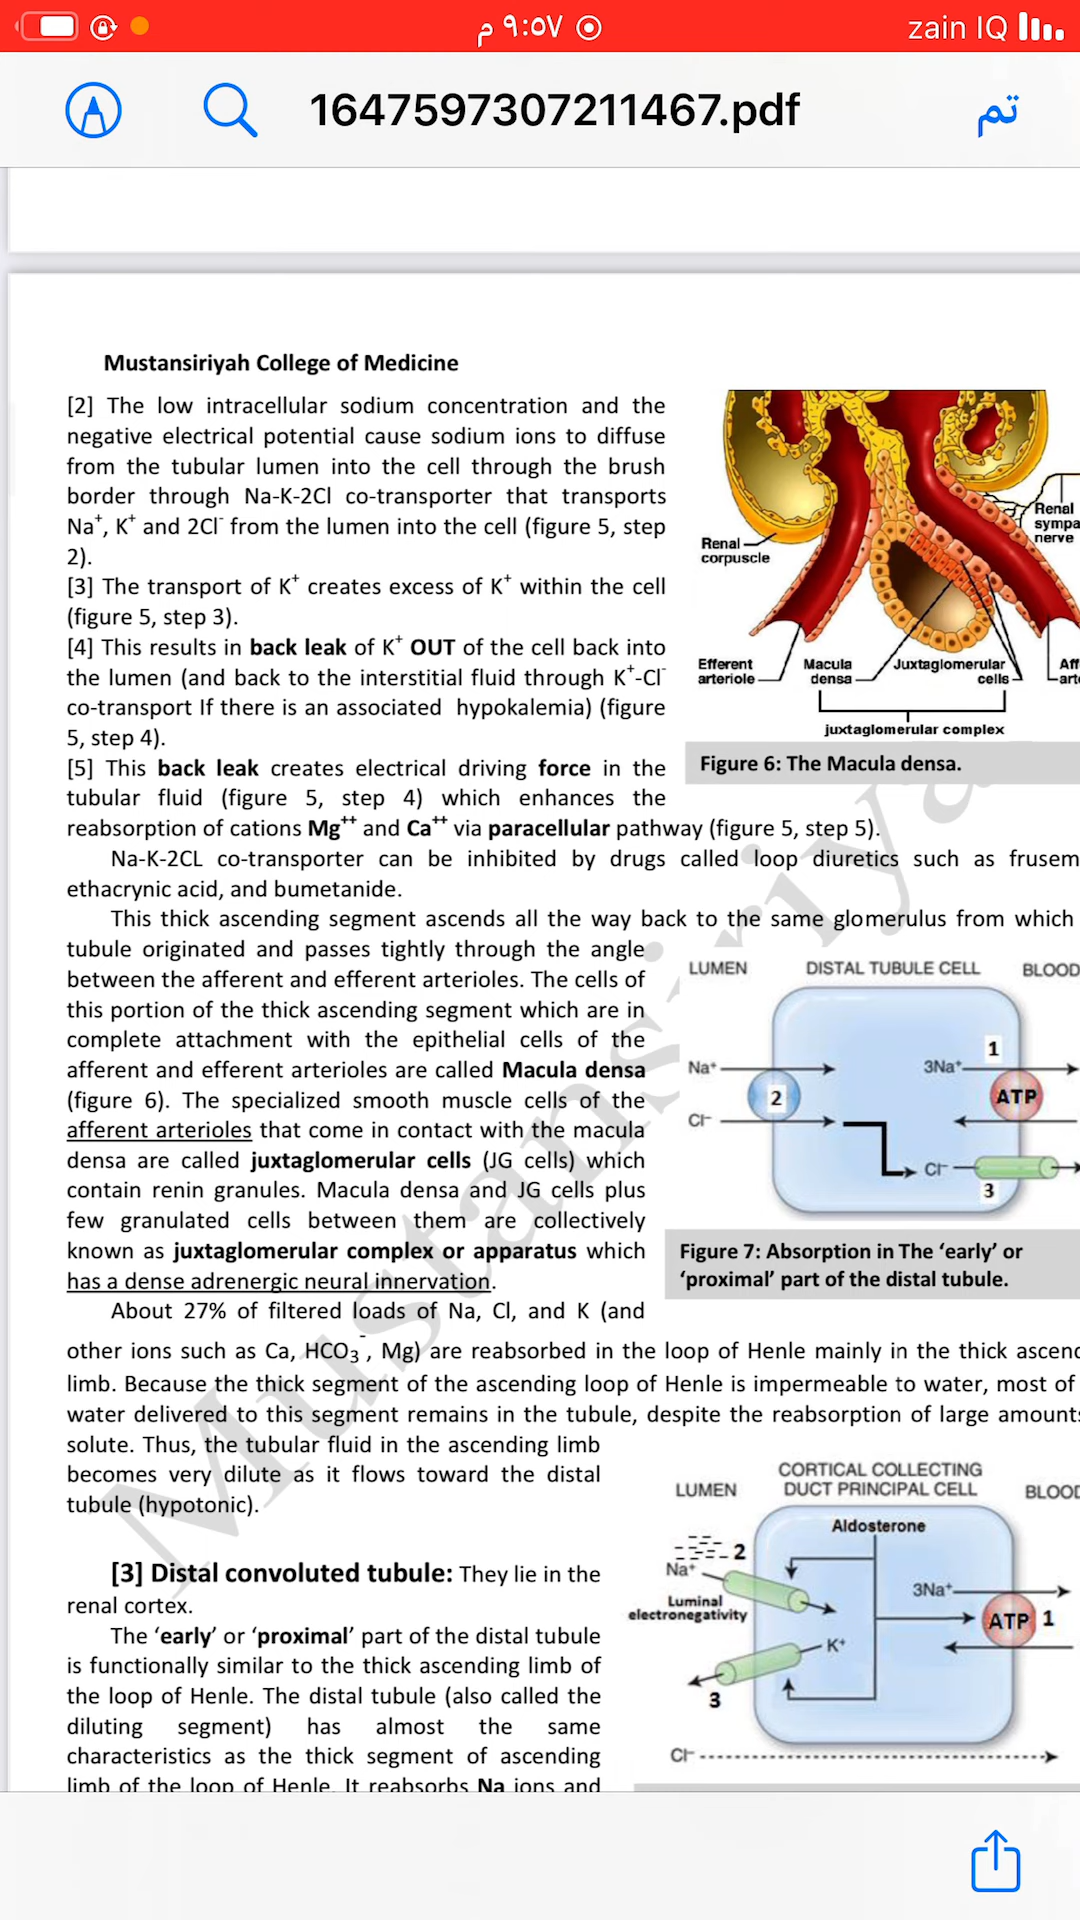 ٩:٥٧ م
zain IQ
1647597307211467.pdf
تم
Mustansiriyah College of Medicine
[2] The low intracellular sodium concentration and the
negative electrical potential cause sodium ions to diffuse
from the tubular lumen into the cell through the brush
border through Na-K-2Cl co-transporter that transports
Na⁺, K⁺ and 2Cl⁻ from the lumen into the cell (figure 5, step
2).
[3] The transport of K⁺ creates excess of K⁺ within the cell
(figure 5, step 3).
[4] This results in back leak of K⁺ OUT of the cell back into
the lumen (and back to the interstitial fluid through K⁺-Cl⁻
co-transport If there is an associated hypokalemia) (figure
5, step 4).
[5] This back leak creates electrical driving force in the
tubular fluid (figure 5, step 4) which enhances the
reabsorption of cations Mg⁺⁺ and Ca⁺⁺ via paracellular pathway (figure 5, step 5).
Renal
corpuscle
Renal
sympa
nerve
Efferent
arteriole
Macula
densa
Juxtaglomerular
cells
Aff
arte
juxtaglomerular complex
Figure 6: The Macula densa.
Na-K-2CL co-transporter can be inhibited by drugs called loop diuretics such as frusem
ethacrynic acid, and bumetanide.
This thick ascending segment ascends all the way back to the same glomerulus from which
tubule originated and passes tightly through the angle
between the afferent and efferent arterioles. The cells of
this portion of the thick ascending segment which are in
complete attachment with the epithelial cells of the
afferent and efferent arterioles are called Macula densa
(figure 6). The specialized smooth muscle cells of the
afferent arterioles that come in contact with the macula
densa are called juxtaglomerular cells (JG cells) which
contain renin granules. Macula densa and JG cells plus
few granulated cells between them are collectively
known as juxtaglomerular complex or apparatus which
has a dense adrenergic neural innervation.
LUMEN DISTAL TUBULE CELL BLOOD
1
Na⁺ 3Na⁺
2 ATP
Cl⁻
Cl⁻
3
Figure 7: Absorption in The ‘early’ or
‘proximal’ part of the distal tubule.
About 27% of filtered loads of Na, Cl, and K (and
other ions such as Ca, HCO₃⁻, Mg) are reabsorbed in the loop of Henle mainly in the thick ascend
limb. Because the thick segment of the ascending loop of Henle is impermeable to water, most of
water delivered to this segment remains in the tubule, despite the reabsorption of large amounts
solute. Thus, the tubular fluid in the ascending limb
becomes very dilute as it flows toward the distal
tubule (hypotonic).
[3] Distal convoluted tubule: They lie in the
renal cortex.
The ‘early’ or ‘proximal’ part of the distal tubule
is functionally similar to the thick ascending limb of
the loop of Henle. The distal tubule (also called the
diluting segment) has almost the same
characteristics as the thick segment of ascending
limb of the loop of Henle. It reabsorbs Na ions and
CORTICAL COLLECTING
LUMEN DUCT PRINCIPAL CELL BLOOD
Aldosterone
2
Na⁺
3Na⁺
Luminal
electronegativity
ATP 1
K⁺
3
Cl⁻
Mustansiriya